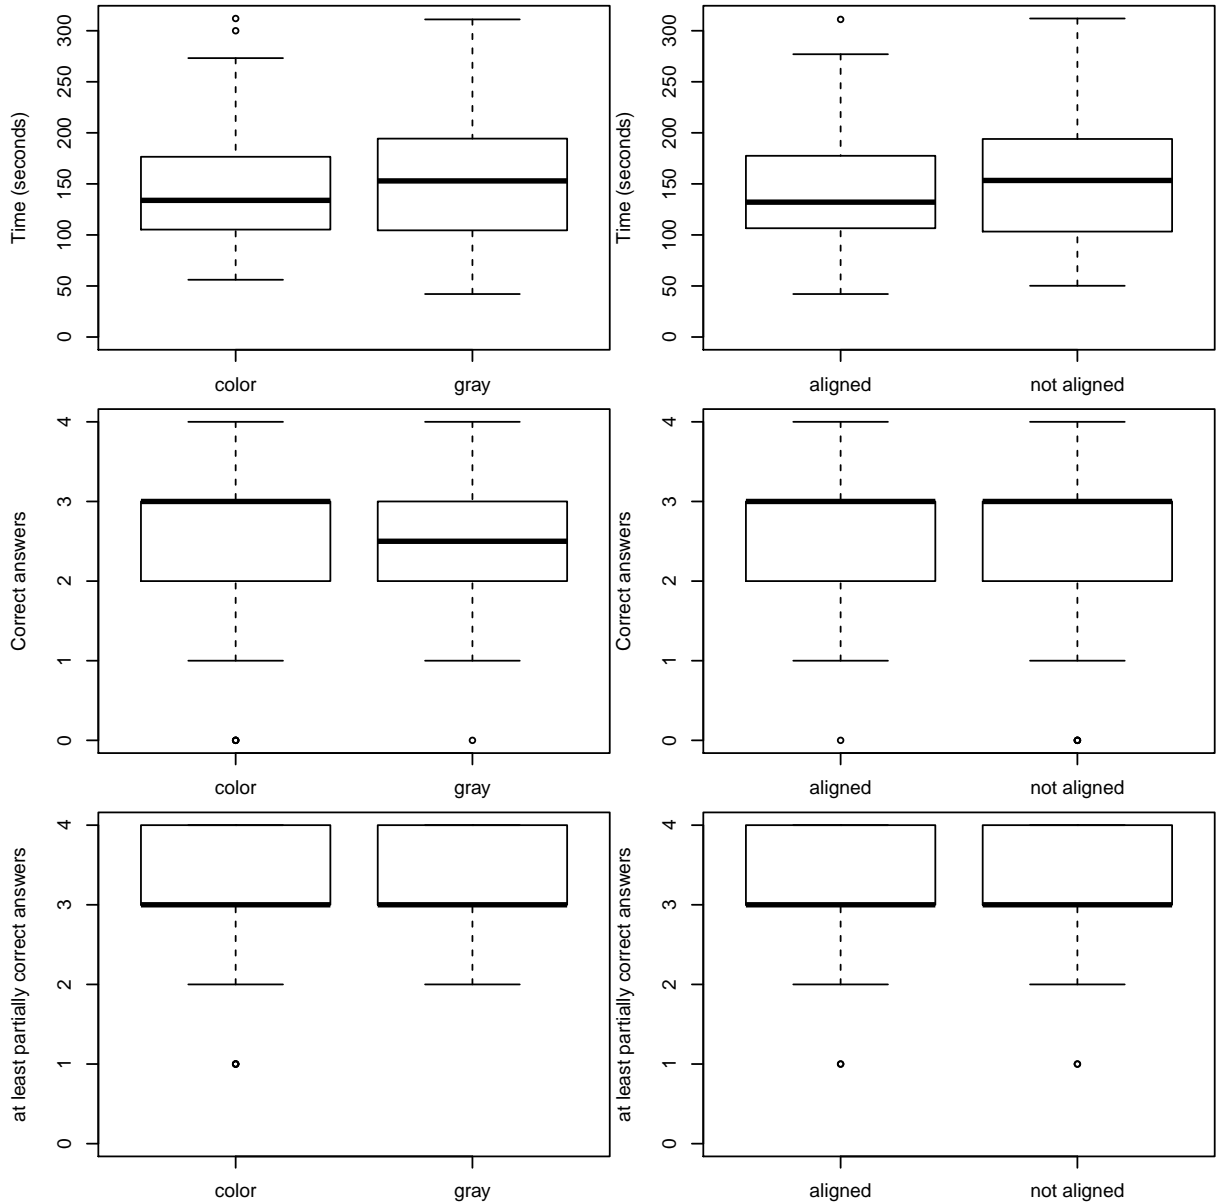 Time (seconds)
0 50 100 150 200 250 300
color gray
Time (seconds)
0 50 100 150 200 250 300
aligned not aligned
Correct answers
0 1 2 3 4
color gray
Correct answers
0 1 2 3 4
aligned not aligned
at least partially correct answers
0 1 2 3 4
color gray
at least partially correct answers
0 1 2 3 4
aligned not aligned